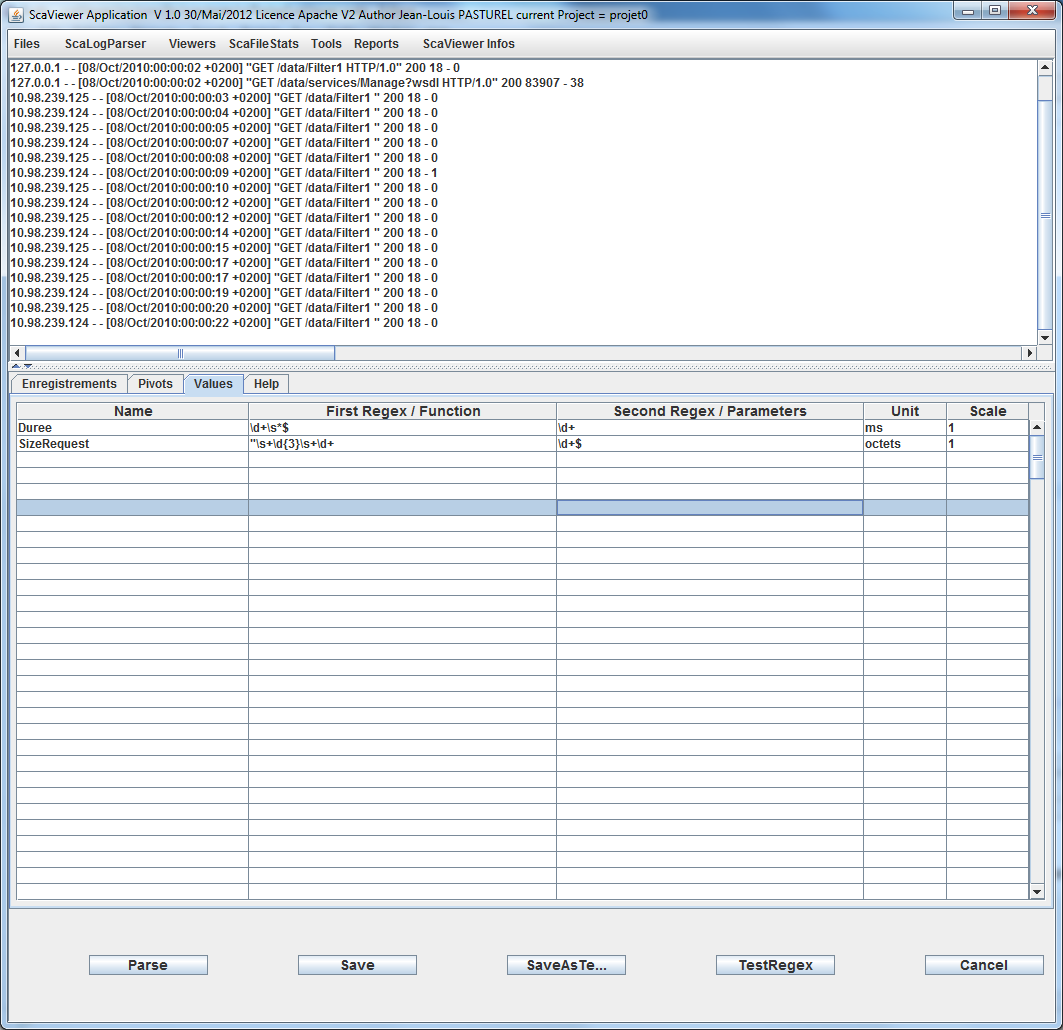 ScaViewer Application V 1.0 30/Mai/2012 Licence Apache V2 Author Jean-Louis PASTUREL current Project = projet0
Files ScaLogParser Viewers ScaFileStats Tools Reports ScaViewer Infos
127.0.0.1 - - [08/Oct/2010:00:00:02 +0200] "GET /data/Filter1 HTTP/1.0" 200 18 - 0
127.0.0.1 - - [08/Oct/2010:00:00:02 +0200] "GET /data/services/Manage?wsdl HTTP/1.0" 200 83907 - 38
10.98.239.125 - - [08/Oct/2010:00:00:03 +0200] "GET /data/Filter1 " 200 18 - 0
10.98.239.124 - - [08/Oct/2010:00:00:04 +0200] "GET /data/Filter1 " 200 18 - 0
10.98.239.125 - - [08/Oct/2010:00:00:05 +0200] "GET /data/Filter1 " 200 18 - 0
10.98.239.124 - - [08/Oct/2010:00:00:07 +0200] "GET /data/Filter1 " 200 18 - 0
10.98.239.125 - - [08/Oct/2010:00:00:08 +0200] "GET /data/Filter1 " 200 18 - 0
10.98.239.124 - - [08/Oct/2010:00:00:09 +0200] "GET /data/Filter1 " 200 18 - 1
10.98.239.125 - - [08/Oct/2010:00:00:10 +0200] "GET /data/Filter1 " 200 18 - 0
10.98.239.124 - - [08/Oct/2010:00:00:12 +0200] "GET /data/Filter1 " 200 18 - 0
10.98.239.125 - - [08/Oct/2010:00:00:12 +0200] "GET /data/Filter1 " 200 18 - 0
10.98.239.124 - - [08/Oct/2010:00:00:14 +0200] "GET /data/Filter1 " 200 18 - 0
10.98.239.125 - - [08/Oct/2010:00:00:15 +0200] "GET /data/Filter1 " 200 18 - 0
10.98.239.124 - - [08/Oct/2010:00:00:17 +0200] "GET /data/Filter1 " 200 18 - 0
10.98.239.125 - - [08/Oct/2010:00:00:17 +0200] "GET /data/Filter1 " 200 18 - 0
10.98.239.124 - - [08/Oct/2010:00:00:19 +0200] "GET /data/Filter1 " 200 18 - 0
10.98.239.125 - - [08/Oct/2010:00:00:20 +0200] "GET /data/Filter1 " 200 18 - 0
10.98.239.124 - - [08/Oct/2010:00:00:22 +0200] "GET /data/Filter1 " 200 18 - 0
Enregistrements Pivots Values Help
Name First Regex / Function Second Regex / Parameters Unit Scale
Duree \d+\s*$ \d+ ms 1
SizeRequest "\s+\d{3}\s+\d+ \d+$ octets 1
Parse Save SaveAsTe... TestRegex Cancel